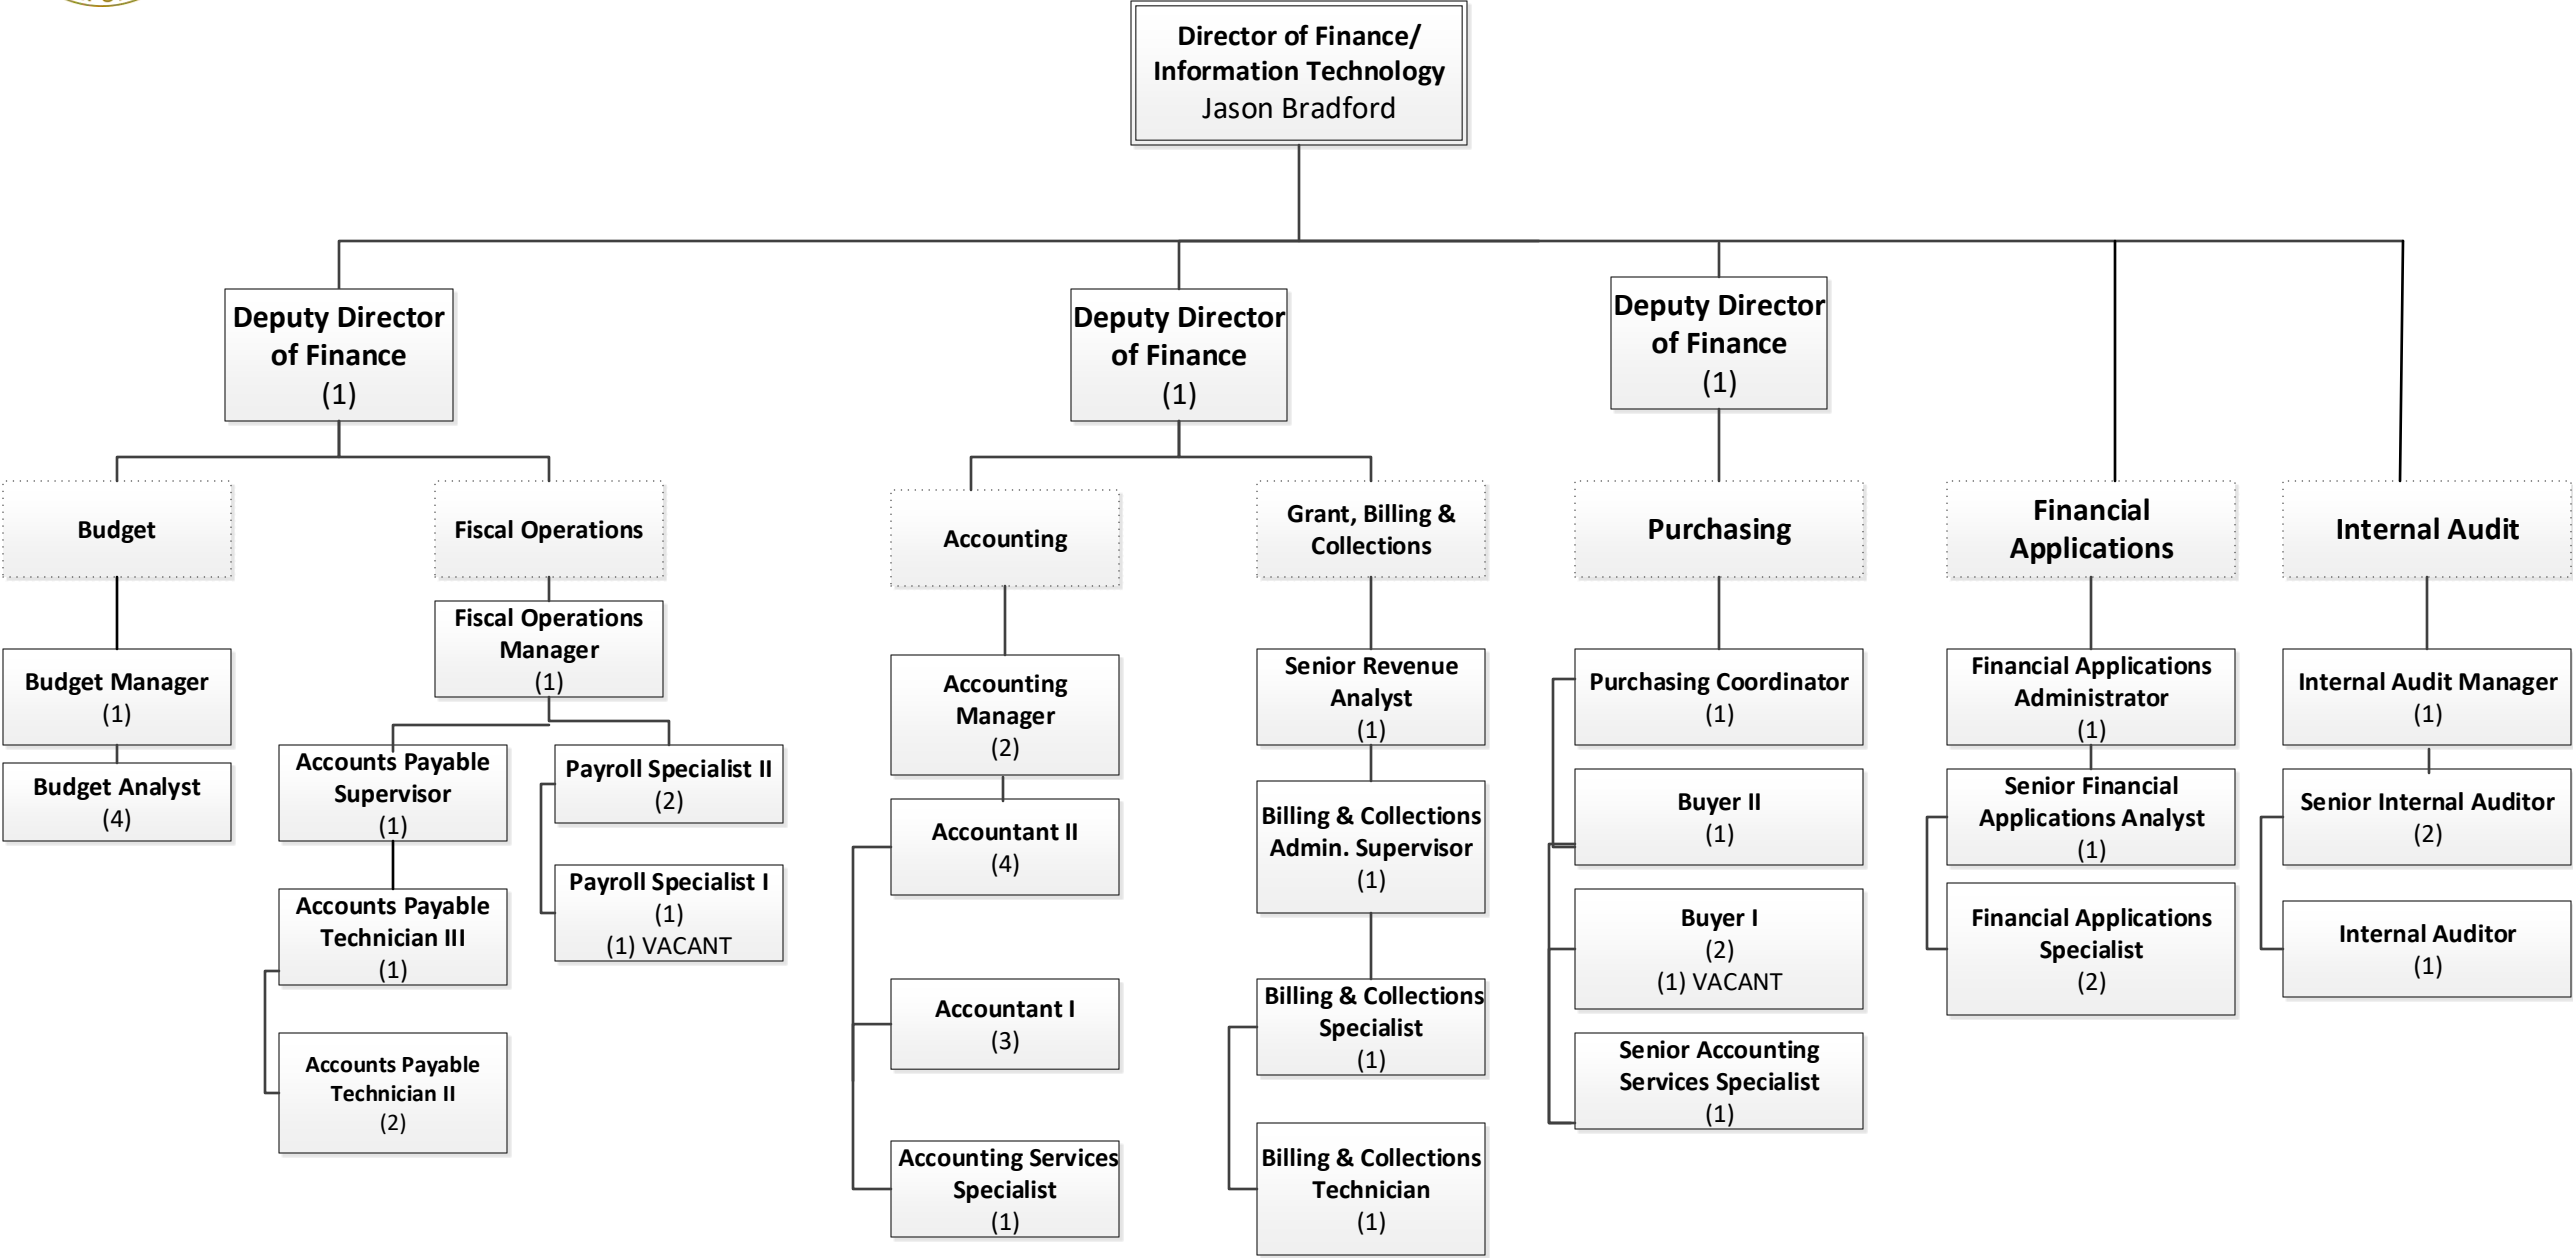 Director of Finance/
Information Technology
Jason Bradford
Deputy Director
of Finance
(1)
Deputy Director
of Finance
(1)
Deputy Director
of Finance
(1)
Budget
Fiscal Operations
Accounting
Grant, Billing &
Collections
Purchasing
Financial
Applications
Internal Audit
Budget Manager
(1)
Budget Analyst
(4)
Fiscal Operations
Manager
(1)
Accounts Payable
Supervisor
(1)
Accounts Payable
Technician III
(1)
Accounts Payable
Technician II
(2)
Payroll Specialist II
(2)
Payroll Specialist I
(1)
(1) VACANT
Accounting
Manager
(2)
Accountant II
(4)
Accountant I
(3)
Accounting Services
Specialist
(1)
Senior Revenue
Analyst
(1)
Billing & Collections
Admin. Supervisor
(1)
Billing & Collections
Specialist
(1)
Billing & Collections
Technician
(1)
Purchasing Coordinator
(1)
Buyer II
(1)
Buyer I
(2)
(1) VACANT
Senior Accounting
Services Specialist
(1)
Financial Applications
Administrator
(1)
Senior Financial
Applications Analyst
(1)
Financial Applications
Specialist
(2)
Internal Audit Manager
(1)
Senior Internal Auditor
(2)
Internal Auditor
(1)